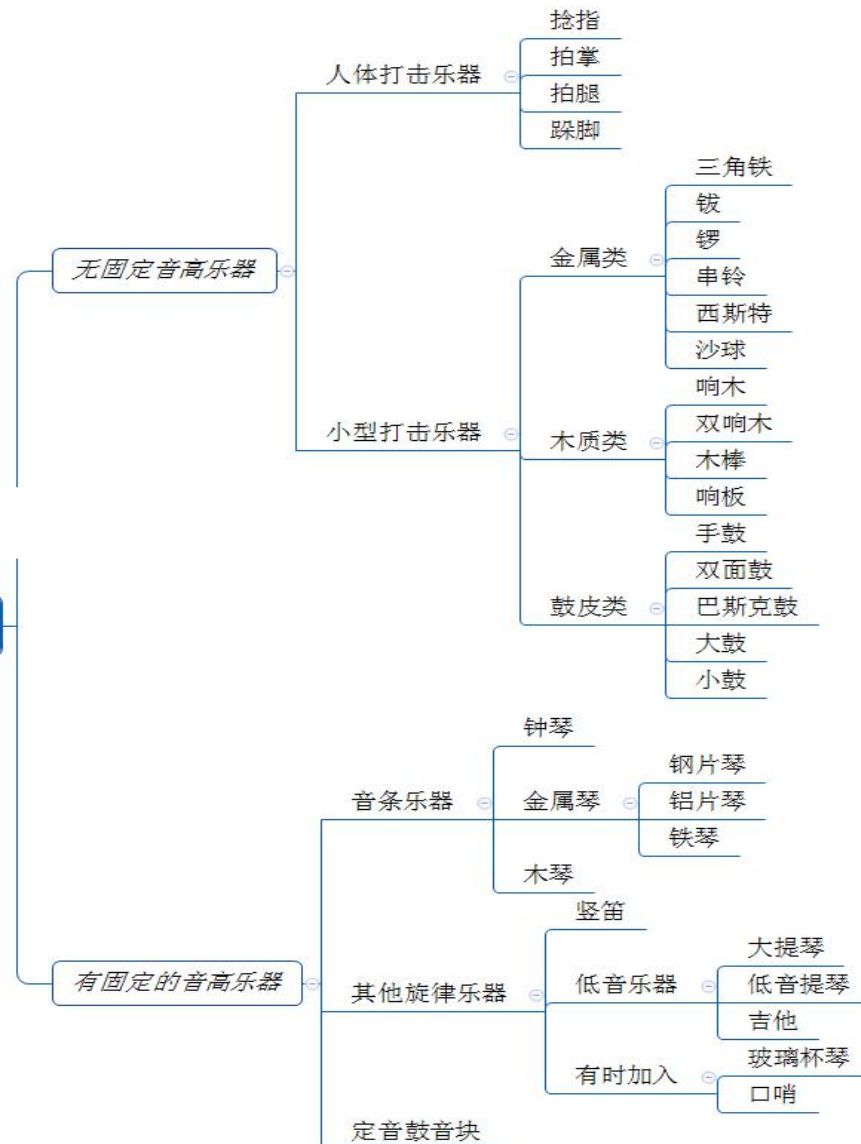 捻指
人体打击乐器
拍掌
拍腿
跺脚
三角铁
钹
无固定音高乐器
锣
金属类
串铃
西斯特
沙球
响木
小型打击乐器
双响木
木质类
木棒
响板
手鼓
双面鼓
鼓皮类
巴斯克鼓
大鼓
小鼓
钟琴
钢片琴
音条乐器
金属琴
铝片琴
铁琴
木琴
竖笛
大提琴
有固定的音高乐器
其他旋律乐器
低音乐器
低音提琴
吉他
玻璃杯琴
有时加入
口哨
定音鼓音块